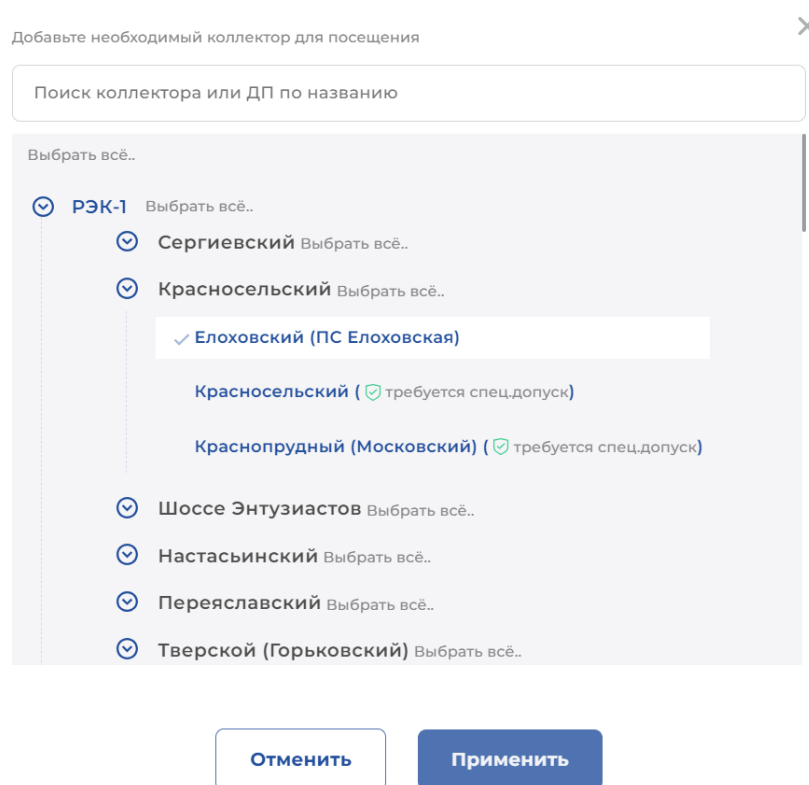 Добавьте необходимый коллектор для посещения
Поиск коллектора или ДП по названию
Выбрать всё..
РЭК-1 Выбрать всё..
Сергиевский Выбрать всё..
Красносельский Выбрать всё..
Елоховский (ПС Елоховская)
Красносельский ( требуется спец.допуск)
Краснопрудный (Московский) ( требуется спец.допуск)
Шоссе Энтузиастов Выбрать всё..
Настасьинский Выбрать всё..
Переяславский Выбрать всё..
Тверской (Горьковский) Выбрать всё..
Отменить Применить